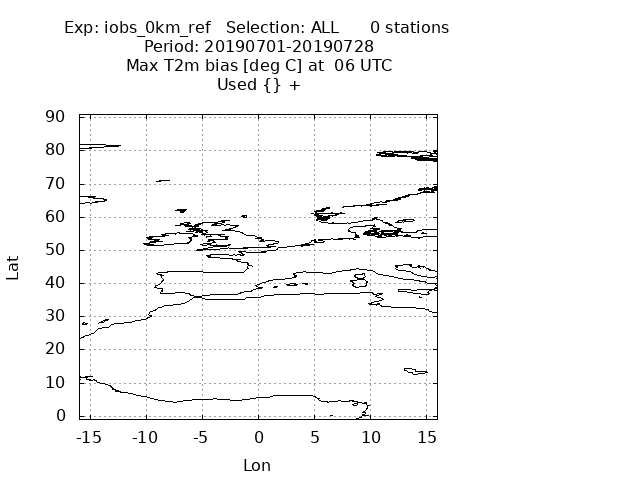 Exp: iobs_0km_ref   Selection: ALL      0 stations
Period: 20190701-20190728
Max T2m bias [deg C] at  06 UTC
Used {} +
90
80
70
60
50
40
30
20
10
0
Lat
-15 -10 -5 0 5 10 15
Lon